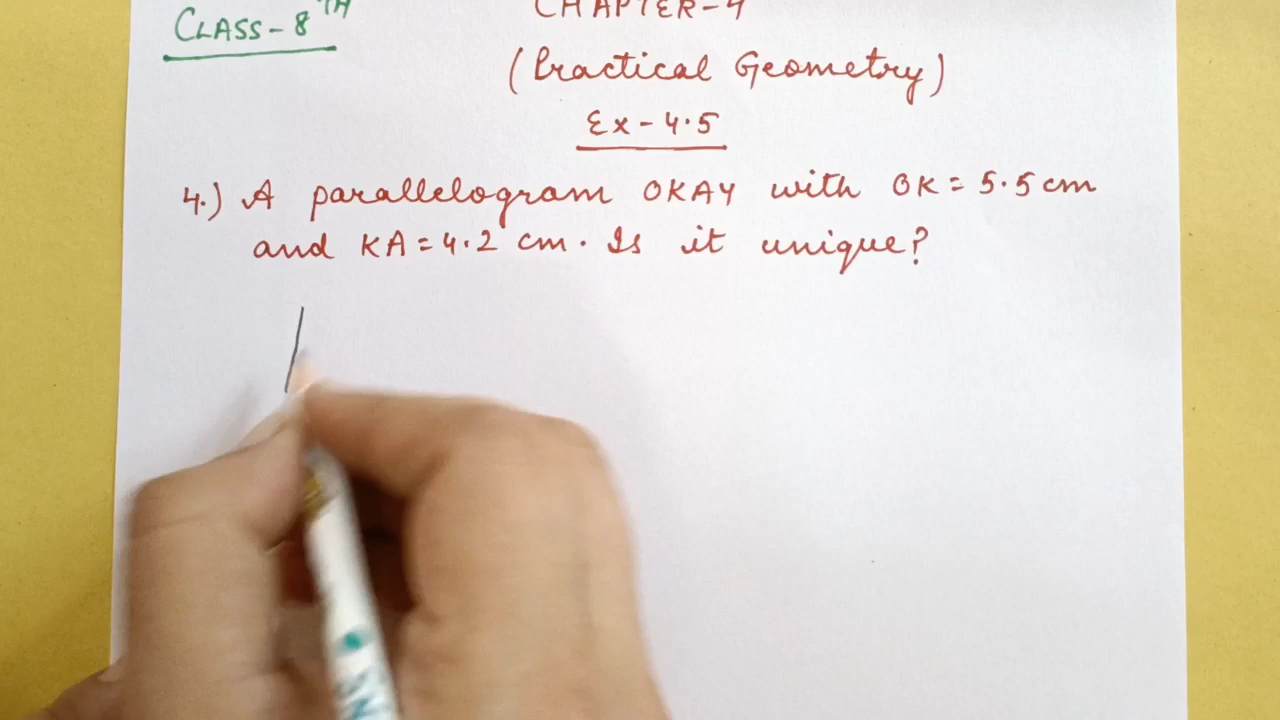 CLASS-8TH
CHAPTER-4
(Practical Geometry)
Ex-4.5
4.) A parallelogram OKAY with OK = 5.5 cm
and KA = 4.2 cm. Is it unique?